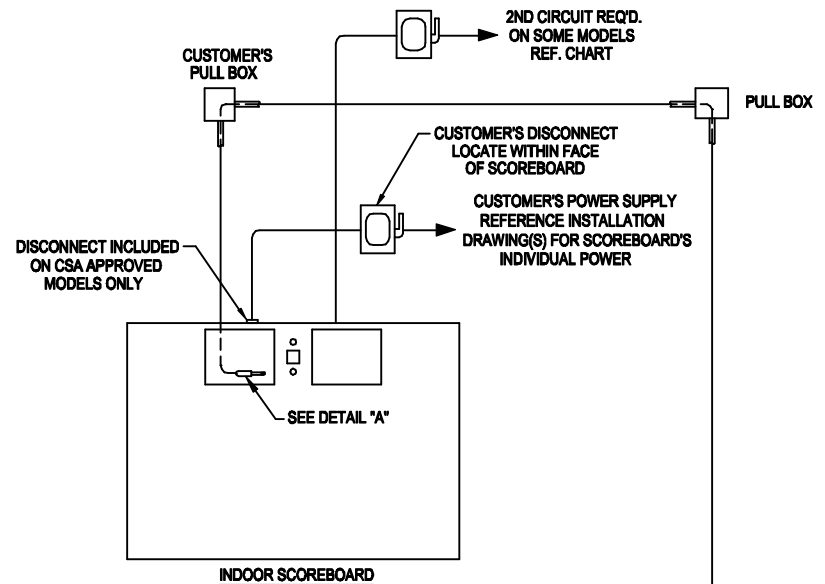 2ND CIRCUIT REQ'D.
ON SOME MODELS
REF. CHART
CUSTOMER'S
PULL BOX
PULL BOX
CUSTOMER'S DISCONNECT
LOCATE WITHIN FACE
OF SCOREBOARD
CUSTOMER'S POWER SUPPLY
REFERENCE INSTALLATION
DRAWING(S) FOR SCOREBOARD'S
INDIVIDUAL POWER
DISCONNECT INCLUDED
ON CSA APPROVED
MODELS ONLY
SEE DETAIL "A"
INDOOR SCOREBOARD